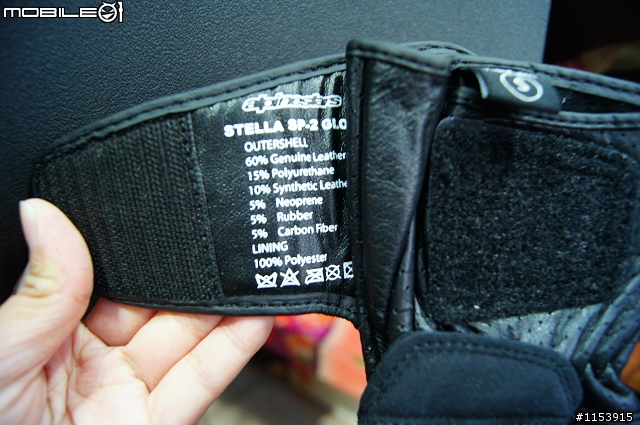 MOBILE01
alpinestars
STELLA SP-2 GLO
OUTERSHELL
60% Genuine Leather
15% Polyurethane
10% Synthetic Leathe
5% Neoprene
5% Rubber
5% Carbon Fiber
LINING
100% Polyester
S
#1153915